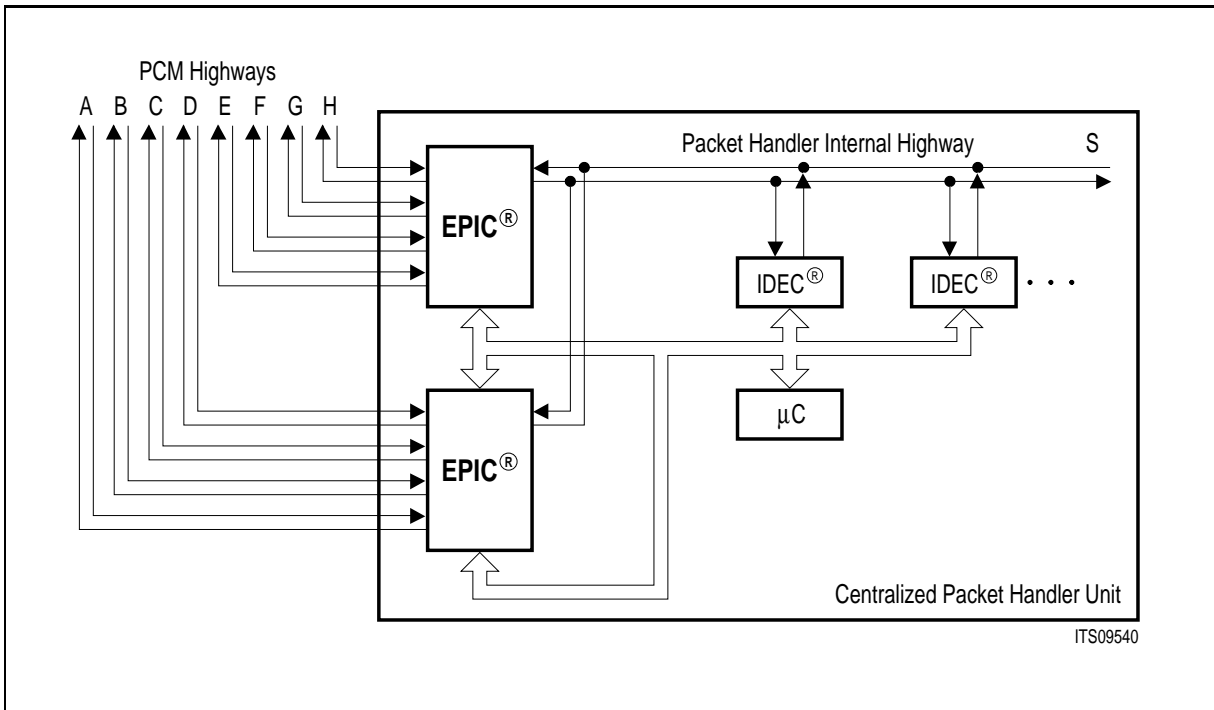 PCM Highways
A B C D E F G H
Packet Handler Internal Highway S
EPIC®
IDEC® IDEC® . . .
µC
EPIC®
Centralized Packet Handler Unit
ITS09540